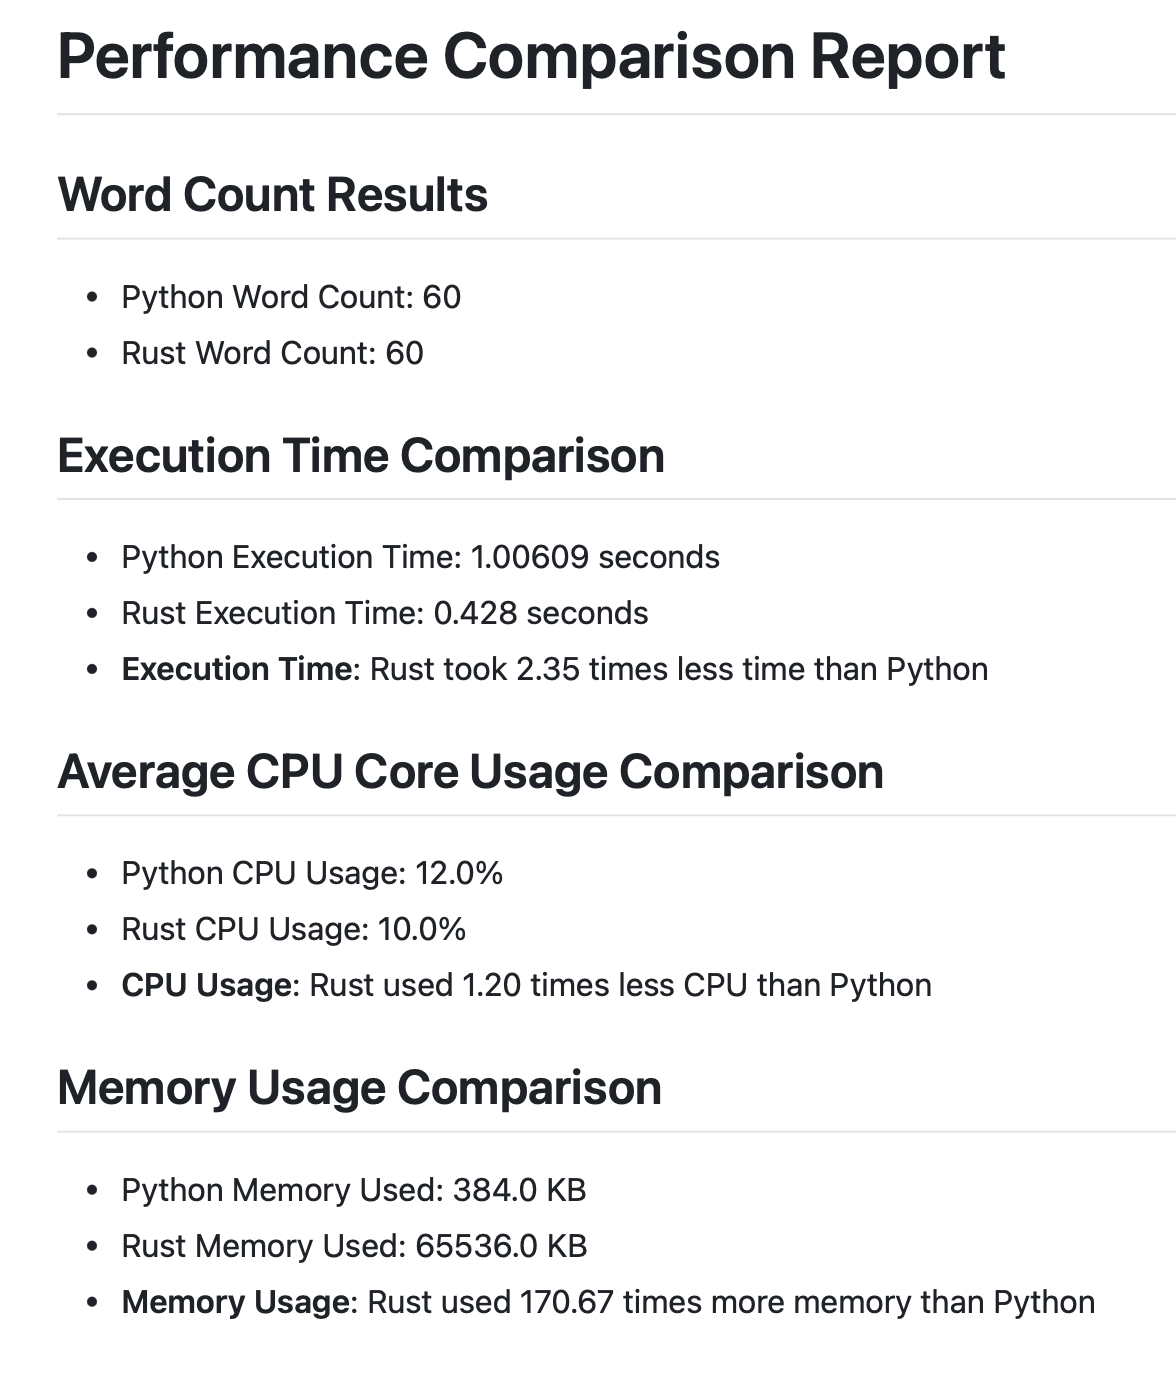 Performance Comparison Report
Word Count Results
• Python Word Count: 60
• Rust Word Count: 60
Execution Time Comparison
• Python Execution Time: 1.00609 seconds
• Rust Execution Time: 0.428 seconds
• Execution Time: Rust took 2.35 times less time than Python
Average CPU Core Usage Comparison
• Python CPU Usage: 12.0%
• Rust CPU Usage: 10.0%
• CPU Usage: Rust used 1.20 times less CPU than Python
Memory Usage Comparison
• Python Memory Used: 384.0 KB
• Rust Memory Used: 65536.0 KB
• Memory Usage: Rust used 170.67 times more memory than Python